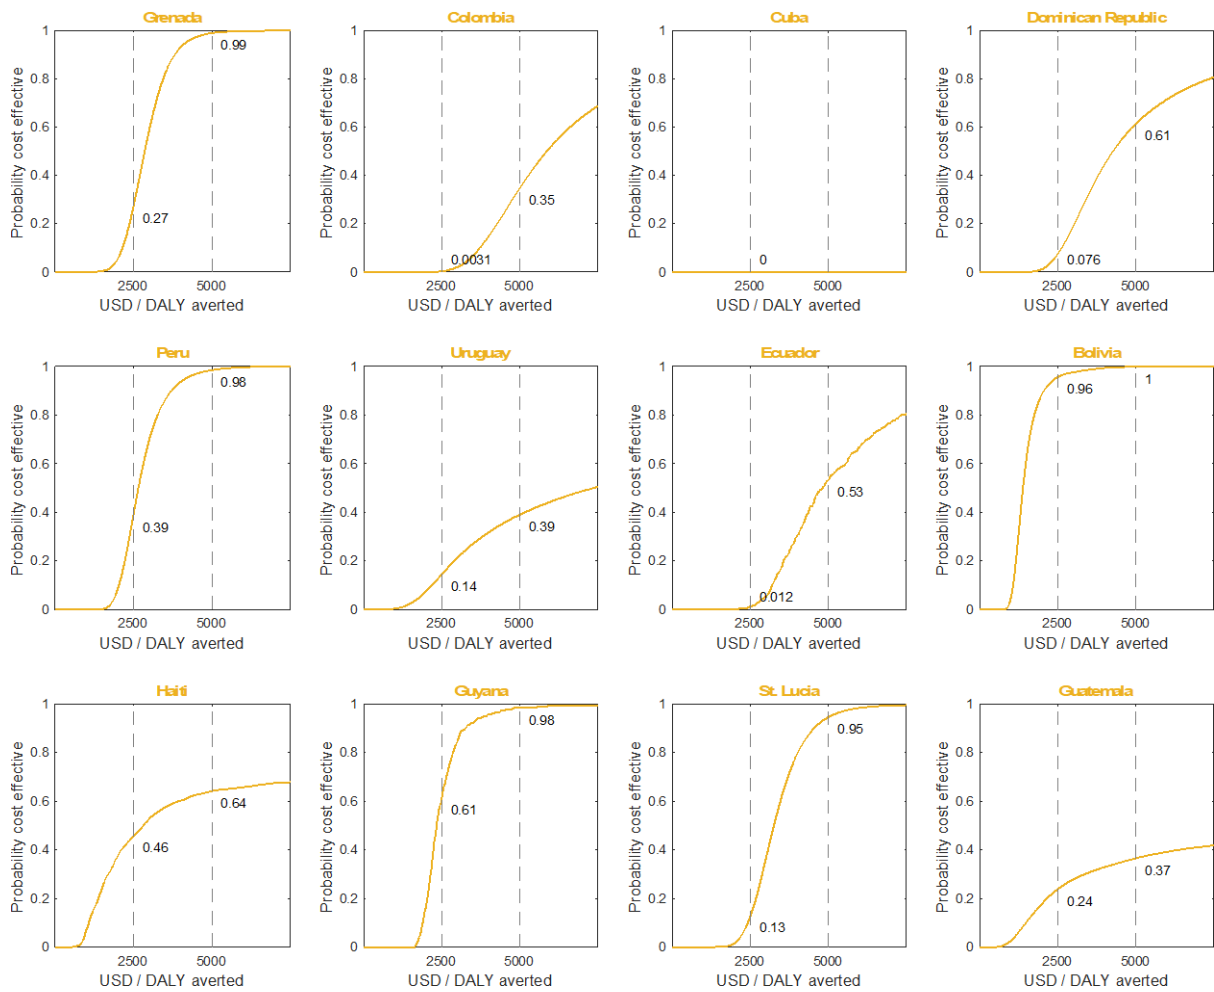 Grenada
1
0.8
0.6
0.4
0.2
0
Probability cost effective
0.99
0.27
2500 5000
USD / DALY averted
Colombia
1
0.8
0.6
0.4
0.2
0
Probability cost effective
0.35
0.0031
2500 5000
USD / DALY averted
Cuba
1
0.8
0.6
0.4
0.2
0
Probability cost effective
0
2500 5000
USD / DALY averted
Dominican Republic
1
0.8
0.6
0.4
0.2
0
Probability cost effective
0.61
0.076
2500 5000
USD / DALY averted
Peru
1
0.8
0.6
0.4
0.2
0
Probability cost effective
0.98
0.39
2500 5000
USD / DALY averted
Uruguay
1
0.8
0.6
0.4
0.2
0
Probability cost effective
0.39
0.14
2500 5000
USD / DALY averted
Ecuador
1
0.8
0.6
0.4
0.2
0
Probability cost effective
0.53
0.012
2500 5000
USD / DALY averted
Bolivia
1
0.8
0.6
0.4
0.2
0
Probability cost effective
1
0.96
2500 5000
USD / DALY averted
Haiti
1
0.8
0.6
0.4
0.2
0
Probability cost effective
0.64
0.46
2500 5000
USD / DALY averted
Guyana
1
0.8
0.6
0.4
0.2
0
Probability cost effective
0.98
0.61
2500 5000
USD / DALY averted
St. Lucia
1
0.8
0.6
0.4
0.2
0
Probability cost effective
0.95
0.13
2500 5000
USD / DALY averted
Guatemala
1
0.8
0.6
0.4
0.2
0
Probability cost effective
0.37
0.24
2500 5000
USD / DALY averted